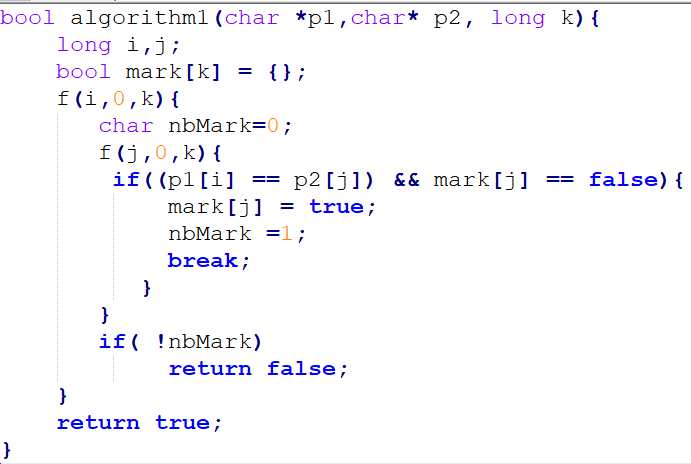 bool algorithm1(char *p1,char* p2, long k){
    long i,j;
    bool mark[k] = {};
    f(i,0,k){
       char nbMark=0;
       f(j,0,k){
        if((p1[i] == p2[j]) && mark[j] == false){
            mark[j] = true;
            nbMark =1;
            break;
          }
       }
       if( !nbMark)
            return false;
    }
    return true;
}